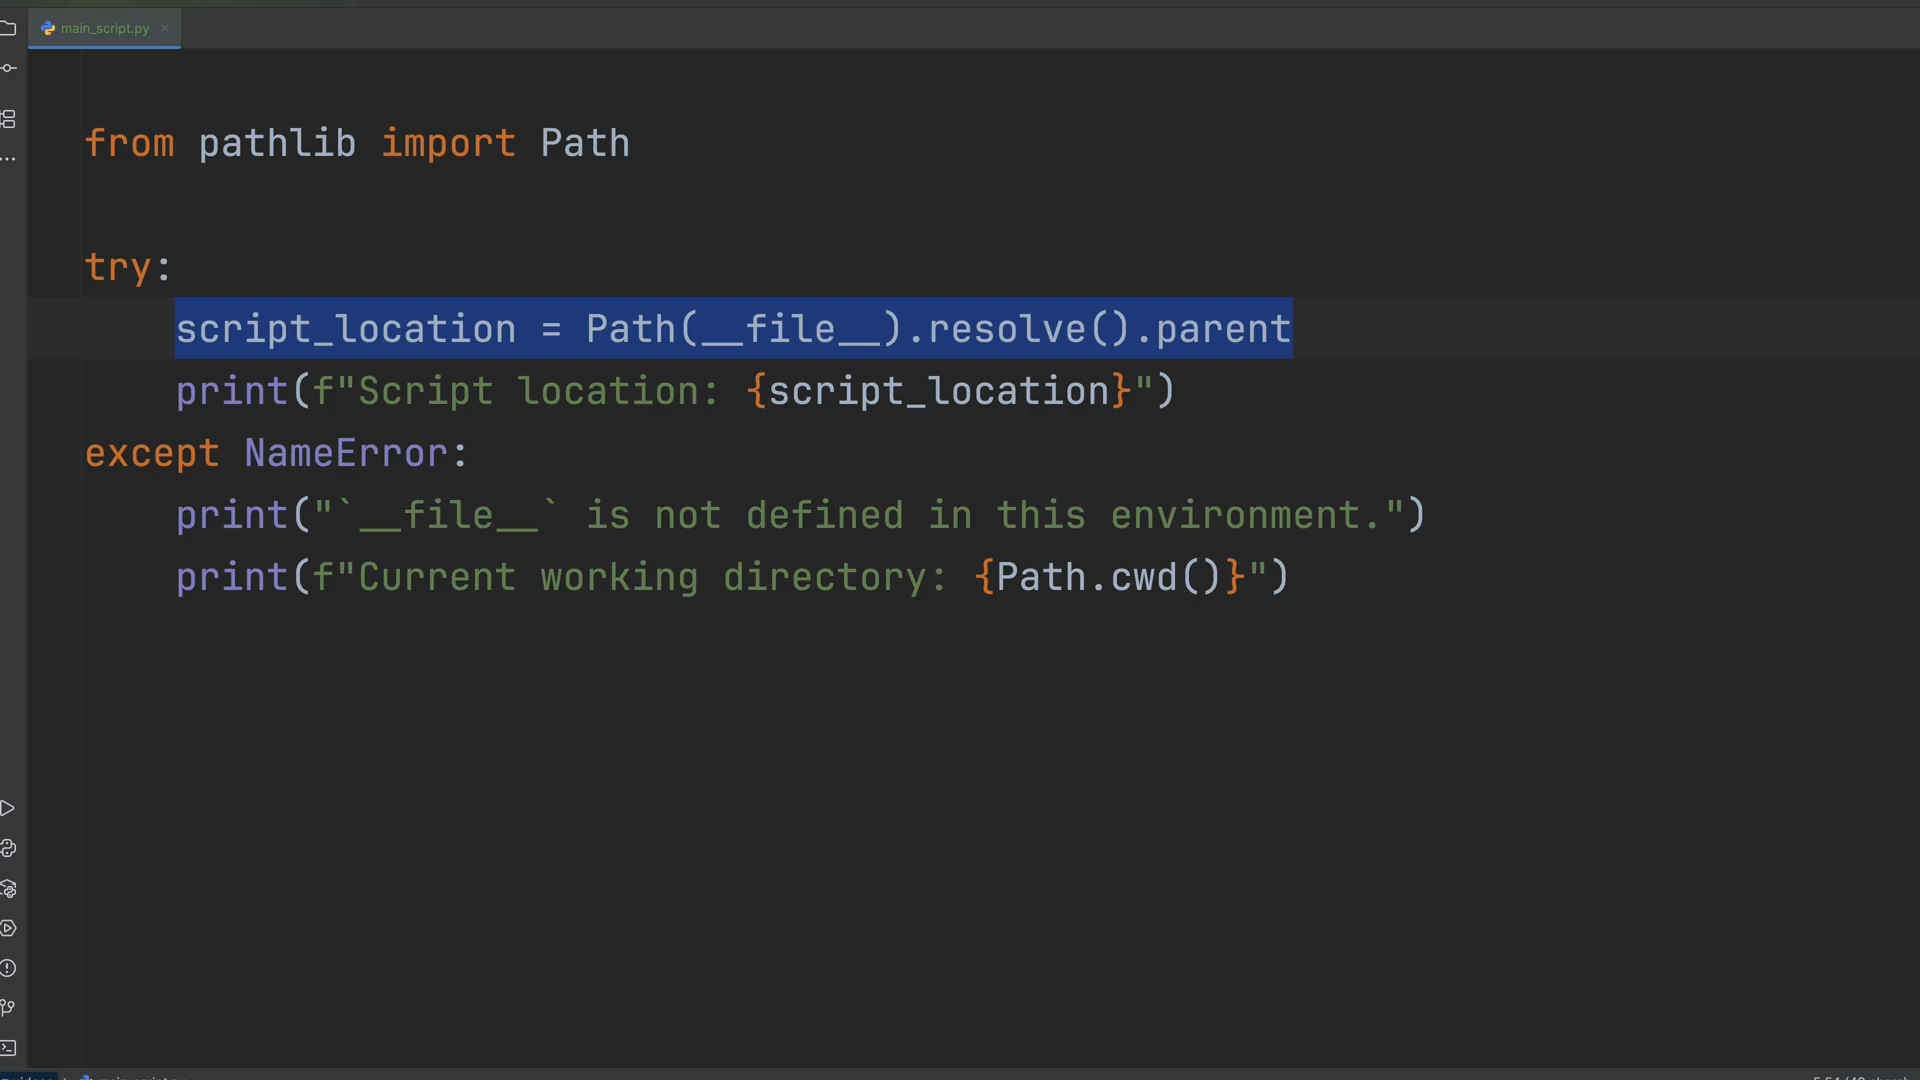 main_script.py
from pathlib import Path
try:
script_location = Path(__file__).resolve().parent
print(f"Script location: {script_location}")
except NameError:
print("`__file__` is not defined in this environment.")
print(f"Current working directory: {Path.cwd()}")